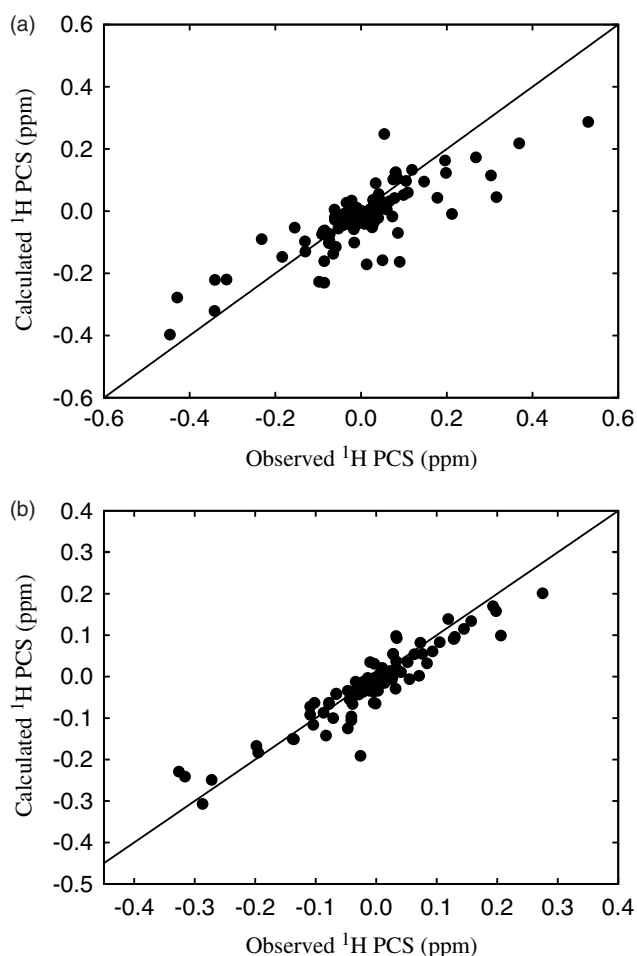 (a)
0.6
0.4
0.2
0.0
-0.2
-0.4
-0.6
Calculated ¹H PCS (ppm)
-0.6 -0.4 -0.2 0.0 0.2 0.4 0.6
Observed ¹H PCS (ppm)
(b)
0.4
0.3
0.2
0.1
0.0
-0.1
-0.2
-0.3
-0.4
-0.5
Calculated ¹H PCS (ppm)
-0.4 -0.3 -0.2 -0.1 0.0 0.1 0.2 0.3 0.4
Observed ¹H PCS (ppm)